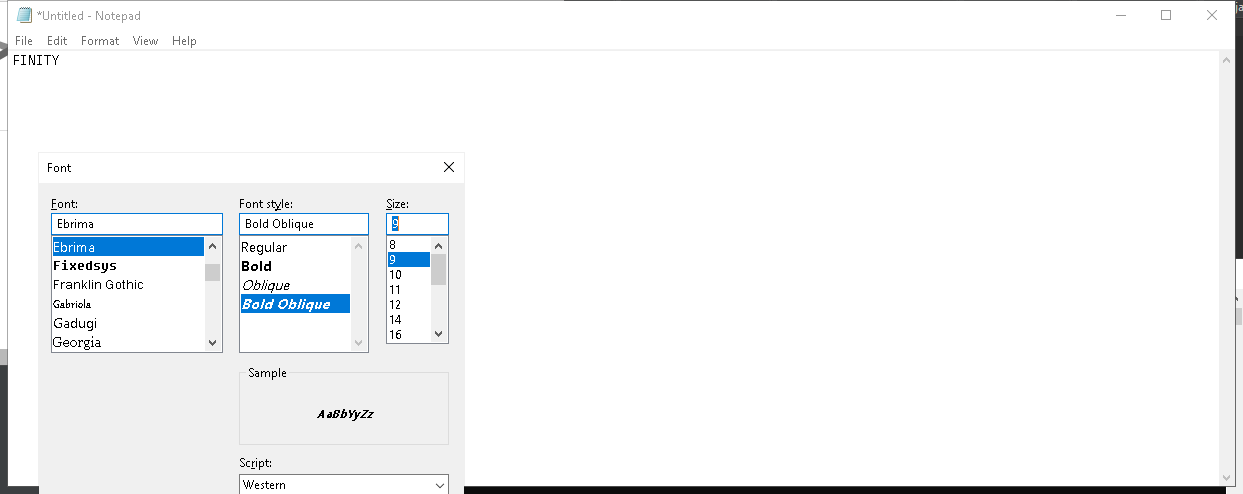 *Untitled - Notepad
File Edit Format View Help
FINITY
Font
Font: Font style: Size:
Ebrima Bold Oblique 9
Ebrima Regular 8
Fixedsys Bold 9
Franklin Gothic Oblique 10
Gabriola Bold Oblique 11
Gadugi 12
Georgia 14
16
Sample
AaBbYyZz
Script:
Western